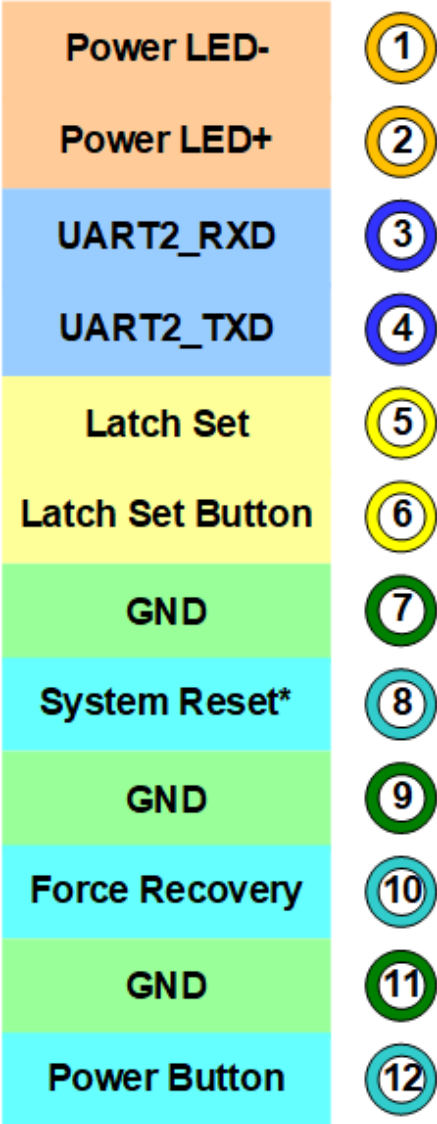 Power LED- 1
Power LED+ 2
UART2_RXD 3
UART2_TXD 4
Latch Set 5
Latch Set Button 6
GND 7
System Reset* 8
GND 9
Force Recovery 10
GND 11
Power Button 12